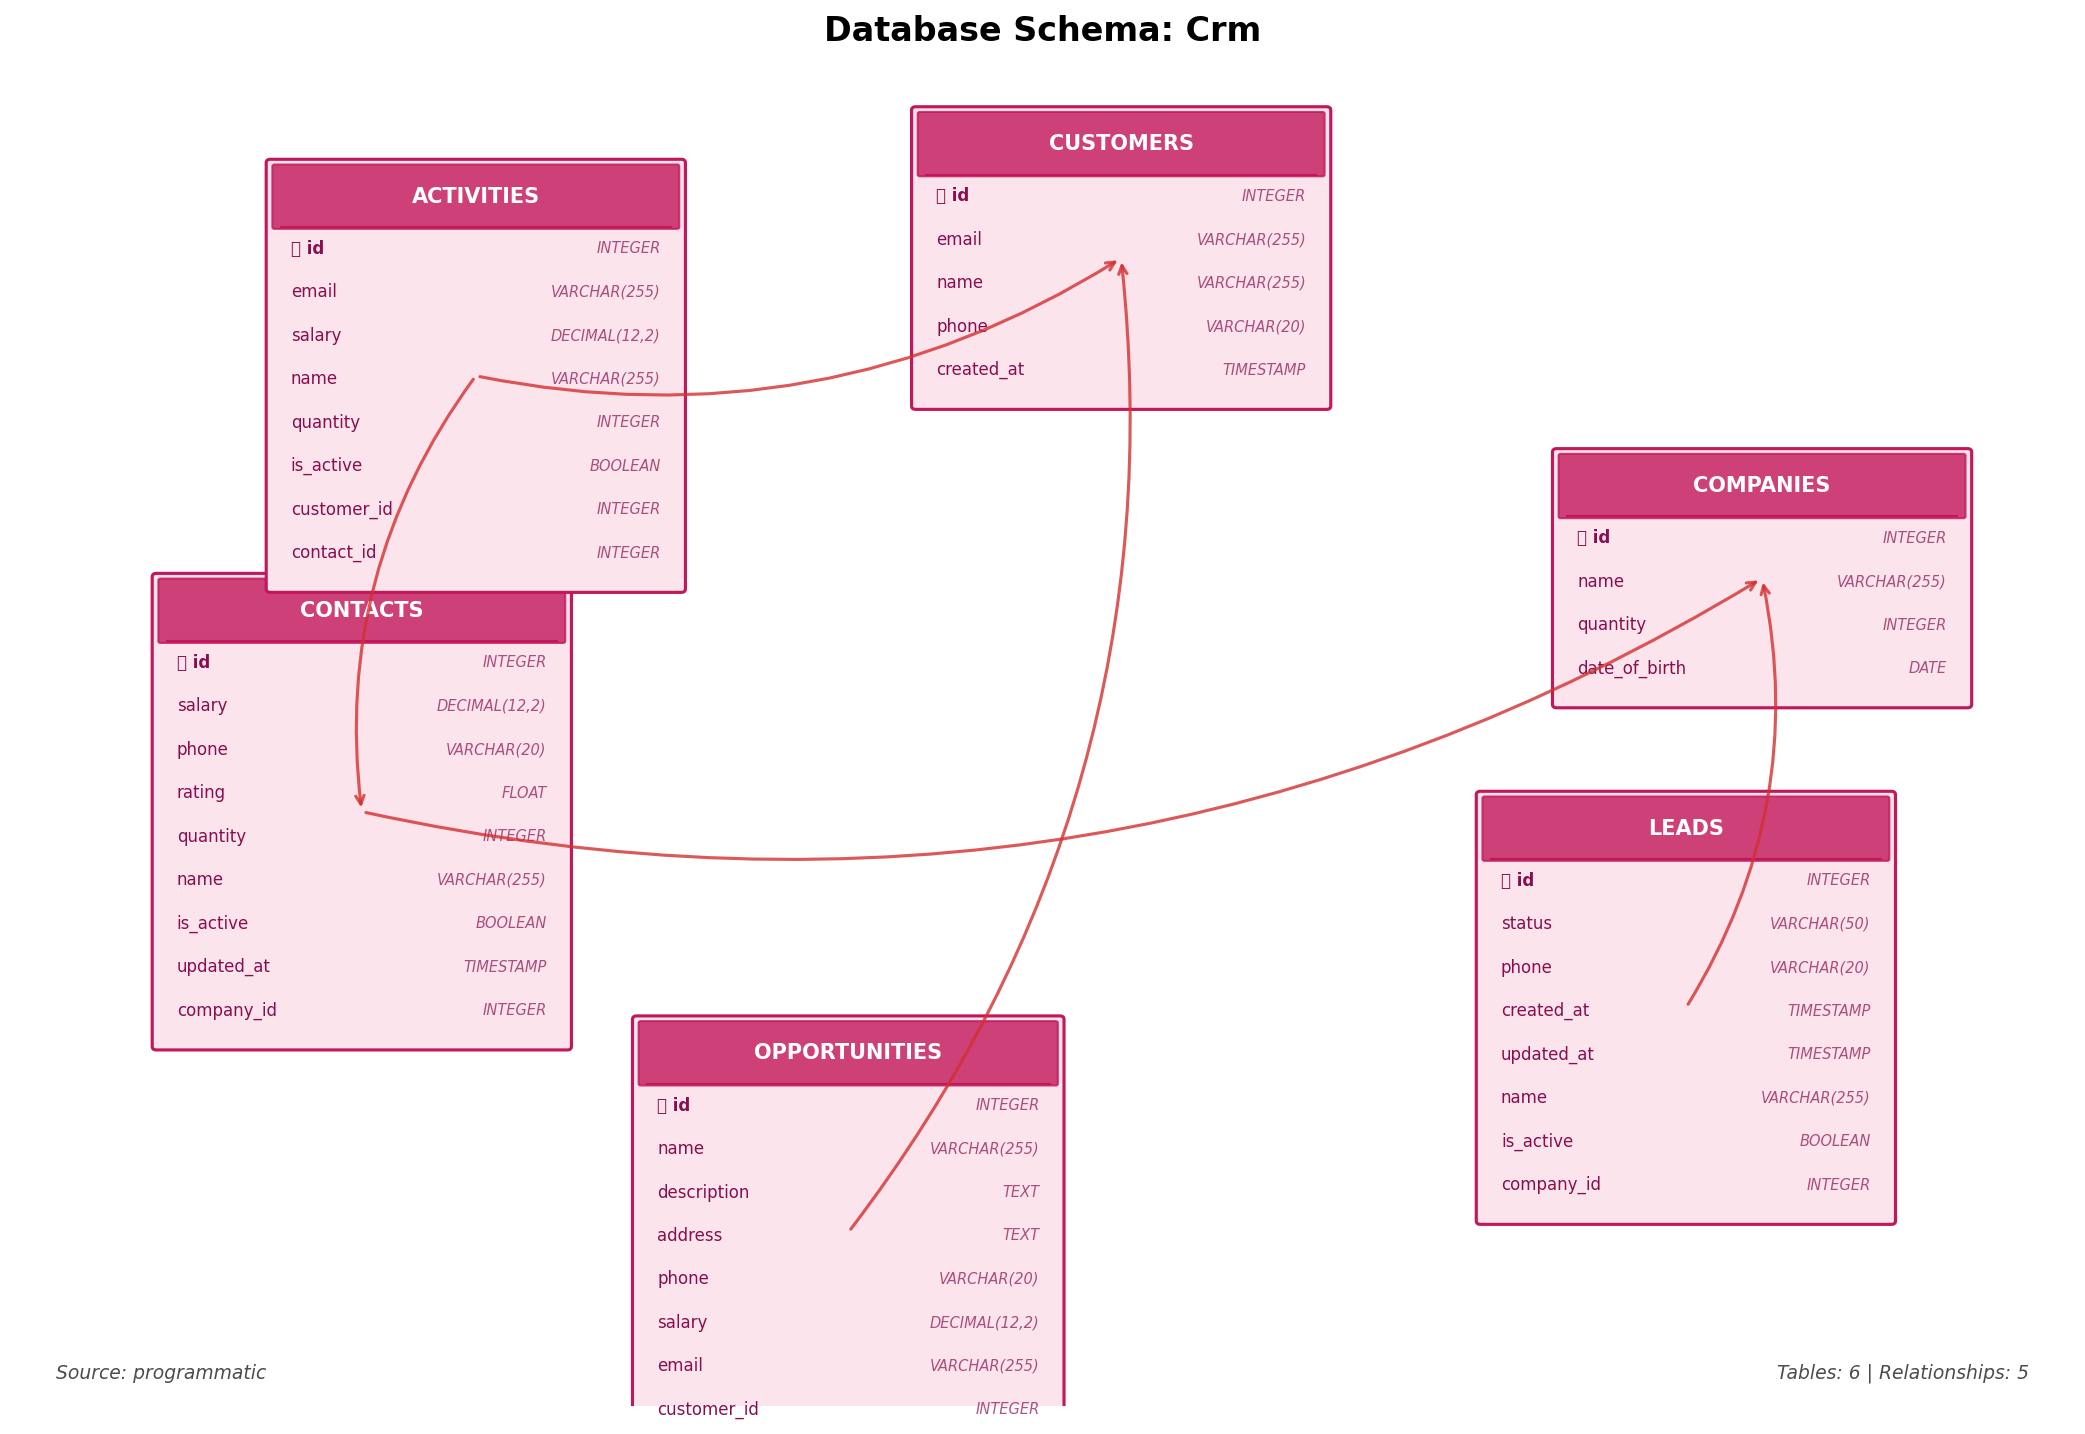 Database Schema: Crm
ACTIVITIES
id INTEGER
email VARCHAR(255)
salary DECIMAL(12,2)
name VARCHAR(255)
quantity INTEGER
is_active BOOLEAN
customer_id INTEGER
contact_id INTEGER
CUSTOMERS
id INTEGER
email VARCHAR(255)
name VARCHAR(255)
phone VARCHAR(20)
created_at TIMESTAMP
COMPANIES
id INTEGER
name VARCHAR(255)
quantity INTEGER
date_of_birth DATE
CONTACTS
id INTEGER
salary DECIMAL(12,2)
phone VARCHAR(20)
rating FLOAT
quantity INTEGER
name VARCHAR(255)
is_active BOOLEAN
updated_at TIMESTAMP
company_id INTEGER
LEADS
id INTEGER
status VARCHAR(50)
phone VARCHAR(20)
created_at TIMESTAMP
updated_at TIMESTAMP
name VARCHAR(255)
is_active BOOLEAN
company_id INTEGER
OPPORTUNITIES
id INTEGER
name VARCHAR(255)
description TEXT
address TEXT
phone VARCHAR(20)
salary DECIMAL(12,2)
email VARCHAR(255)
customer_id INTEGER
Source: programmatic
Tables: 6 | Relationships: 5